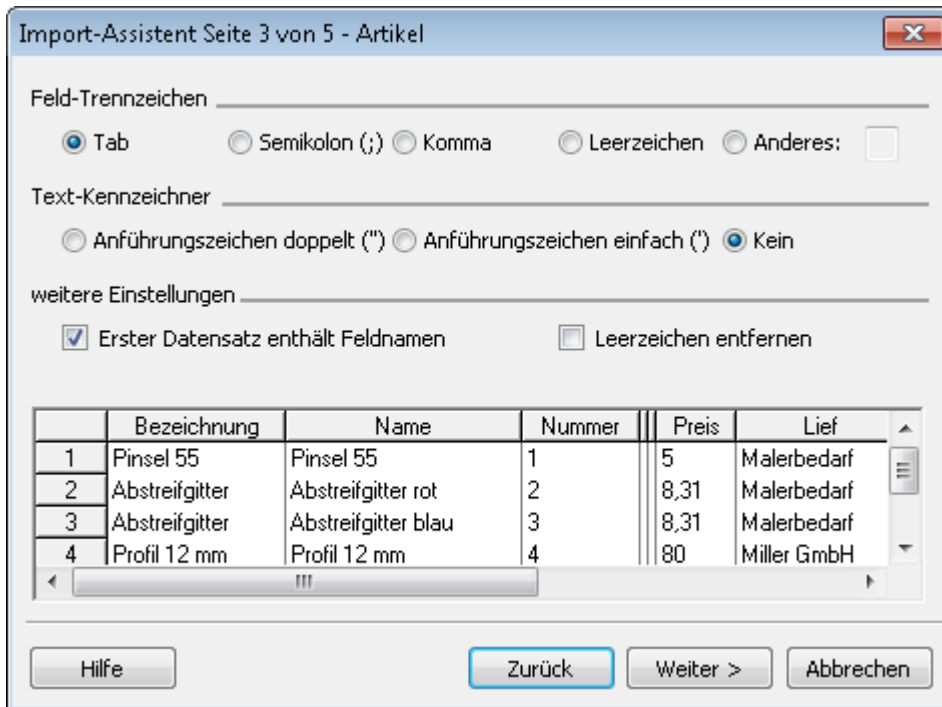 Import-Assistent Seite 3 von 5 - Artikel
Feld-Trennzeichen
Tab Semikolon (;) Komma Leerzeichen Anderes:
Text-Kennzeichner
Anführungszeichen doppelt (") Anführungszeichen einfach (') Kein
weitere Einstellungen
Erster Datensatz enthält Feldnamen Leerzeichen entfernen
Bezeichnung Name Nummer Preis Lief
1 Pinsel 55 Pinsel 55 1 5 Malerbedarf
2 Abstreifgitter Abstreifgitter rot 2 8,31 Malerbedarf
3 Abstreifgitter Abstreifgitter blau 3 8,31 Malerbedarf
4 Profil 12 mm Profil 12 mm 4 80 Miller GmbH
Hilfe Zurück Weiter > Abbrechen